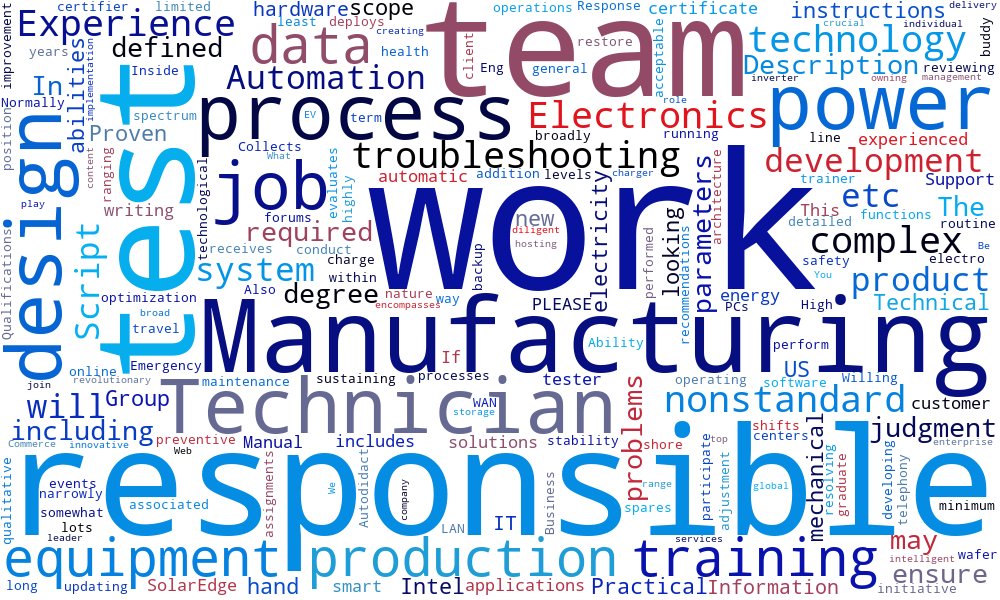 improvement
certifier
limited
Experience
hardware
scope
least
deploys
creating
operations
Response
certificate
instructions
crucial
individual
delivery
buddy
defined
data
restore
health
client
team
Eng
general
acceptable
technology
Description
reviewing
years
implementation
In
Inside
Automation
abilities
Normally
role
inverter
owning
management
power
process
Electronics
spectrum
EV
term
Proven
Collects
What
broadly
running
line
experienced
position
content
ranging
test
design
troubleshooting
development
technological
job
evaluates
highly
automatic
addition
levels
charger
electricity
parameters
architecture
trainer
etc
Support
work
play
writing
forums
new
diligent
hosting
This
detailed
functions
The
routine
required
receives
conduct
charge
backup
performed
looking
recommendations
complex
electro
safety
You
Be
Qualifications
Script
system
within
product
Also
degree
nature
encompasses
way
PLEASE
energy
PCs
High
Technical
optimization
broad
travel
Manufacturing
Ability
perform
If
online
Emergency
join
revolutionary
maintenance
sustaining
processes
tester
operating
software
US
Willing
Technician
will
Group
WAN
storage
problems
nonstandard
customer
including
Commerce
innovative
preventive
Web
Manual
includes
solutions
stability
shore
shifts
top
centers
mechanical
judgment
enterprise
qualitative
assignments
responsible
We
Autodidact
company
Business
participate
adjustment
range
global
resolving
graduate
developing
telephony
events
narrowly
associated
somewhat
lots
leader
LAN
IT
spares
services
minimum
equipment
production
training
may
wafer
intelligent
ensure
long
updating
SolarEdge
hand
smart
Intel
applications
Practical
Information
initiative